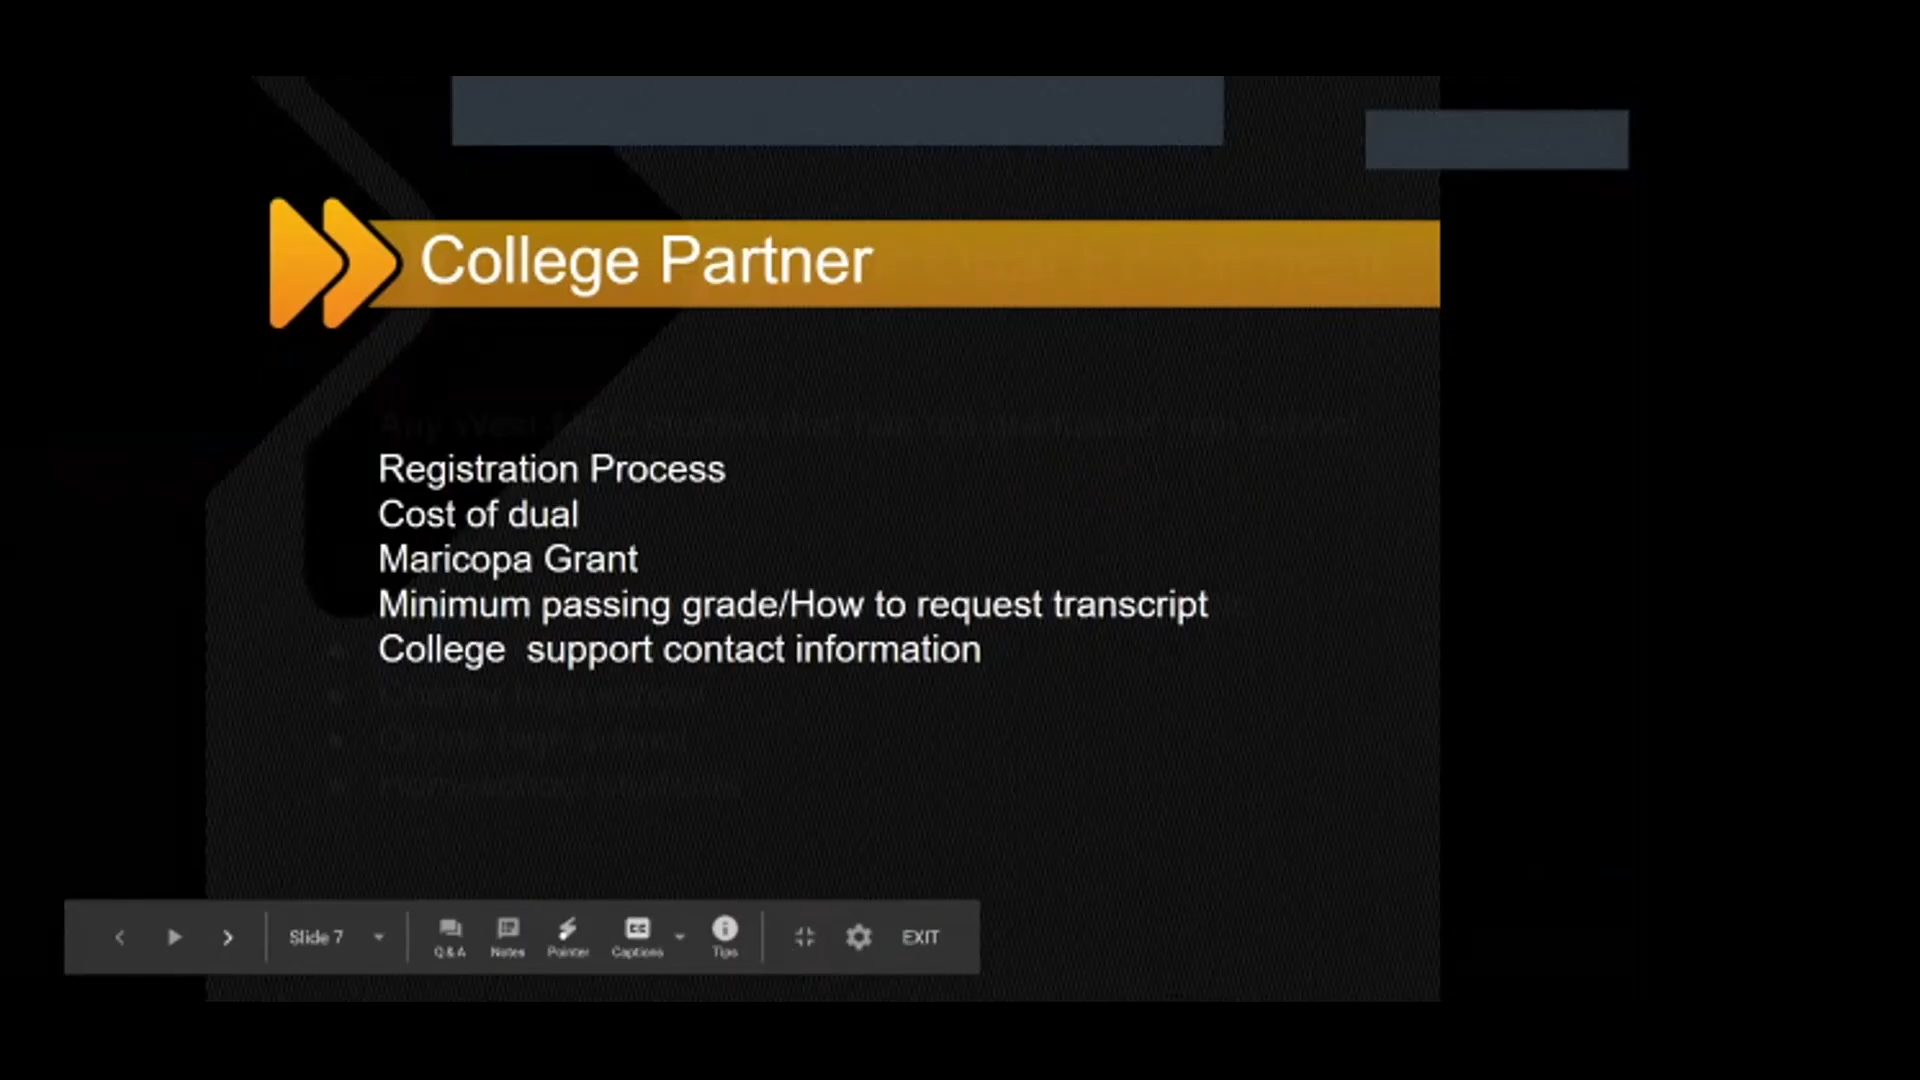 College Partner
Registration Process
Cost of dual
Maricopa Grant
Minimum passing grade/How to request transcript
College  support contact information
Slide 7
Q&A
Notes
Pointer
CC
Captions
Tips
EXIT